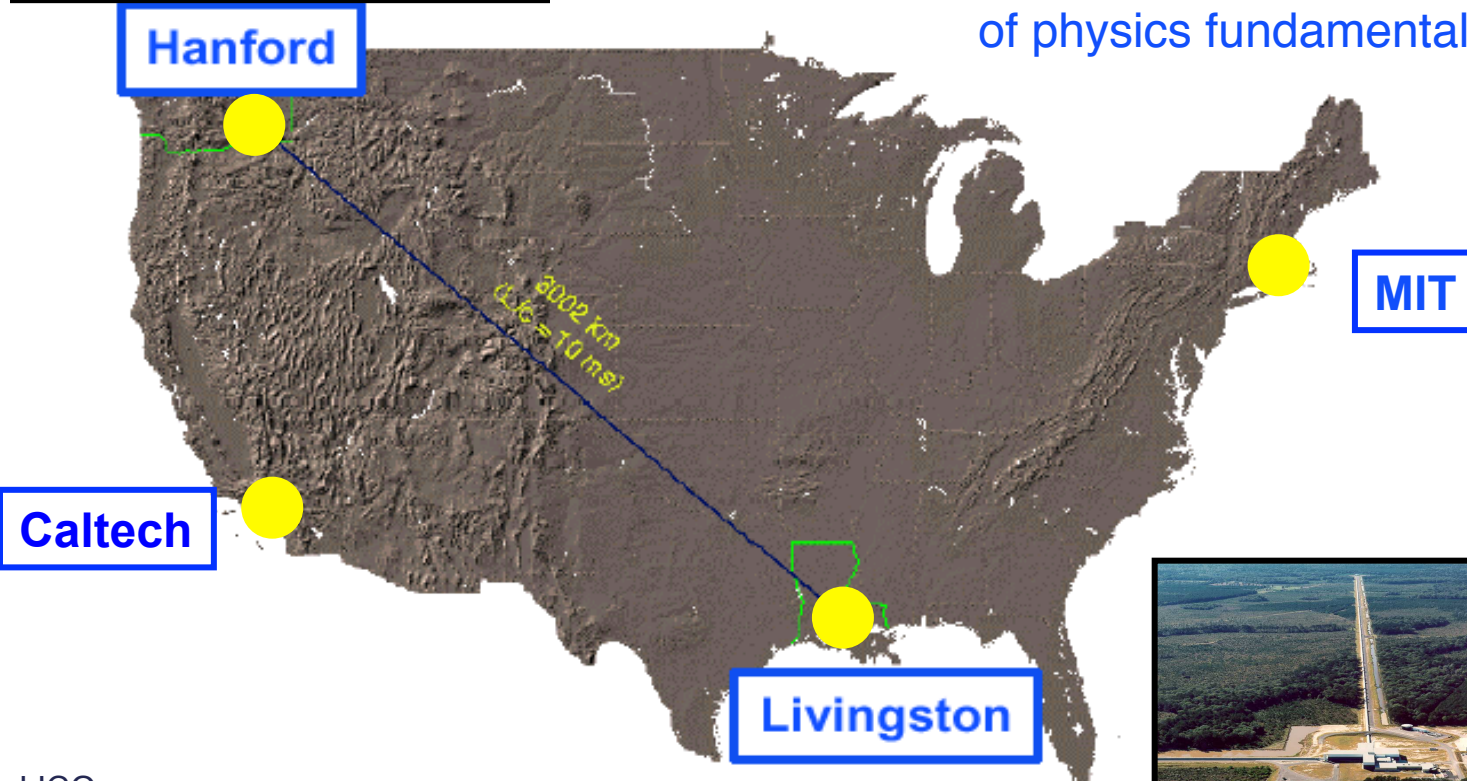 of physics fundamental
Hanford
3002 km
(L/c = 10 ms)
MIT
Caltech
Livingston